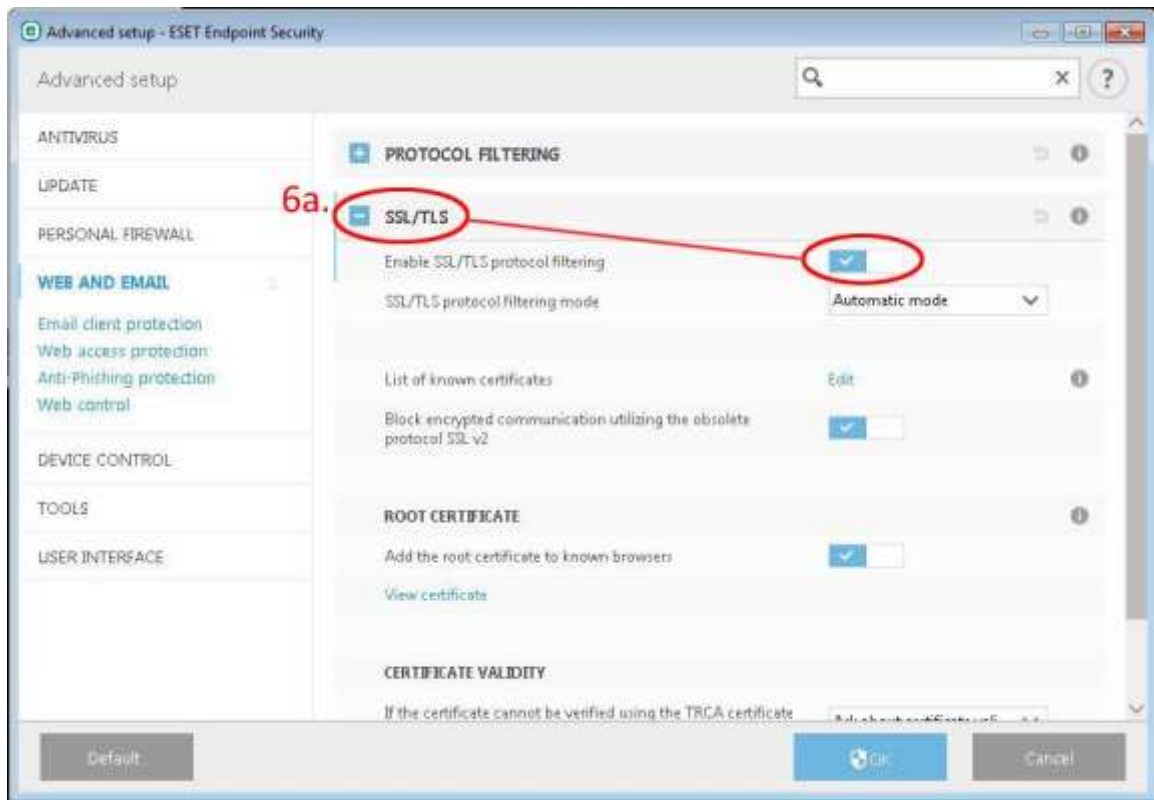 Advanced setup - ESET Endpoint Security
Advanced setup
?
ANTIVIRUS
UPDATE
PERSONAL FIREWALL
WEB AND EMAIL
Email client protection
Web access protection
Anti-Phishing protection
Web control
DEVICE CONTROL
TOOLS
USER INTERFACE
PROTOCOL FILTERING
6a.
SSL/TLS
Enable SSL/TLS protocol filtering
SSL/TLS protocol filtering mode
Automatic mode
List of known certificates
Edit
Block encrypted communication utilizing the obsolete
protocol SSL v2
ROOT CERTIFICATE
Add the root certificate to known browsers
View certificate
CERTIFICATE VALIDITY
If the certificate cannot be verified using the TRCA certificate
Ask about certificate vali
Default
OK
Cancel